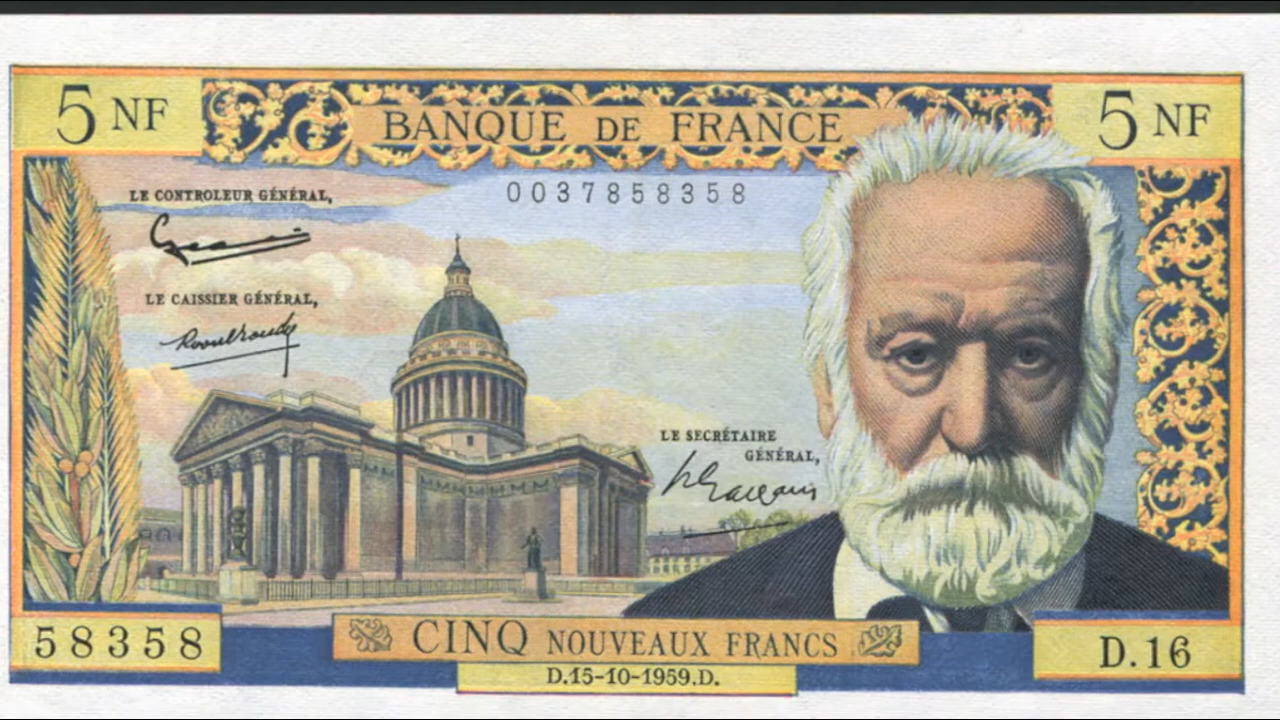 5 NF
BANQUE DE FRANCE
5 NF
0037858358
LE CONTROLEUR GÉNÉRAL,
LE CAISSIER GÉNÉRAL,
LE SECRÉTAIRE
GÉNÉRAL,
58358
CINQ NOUVEAUX FRANCS
D.16
D.15-10-1959.D.